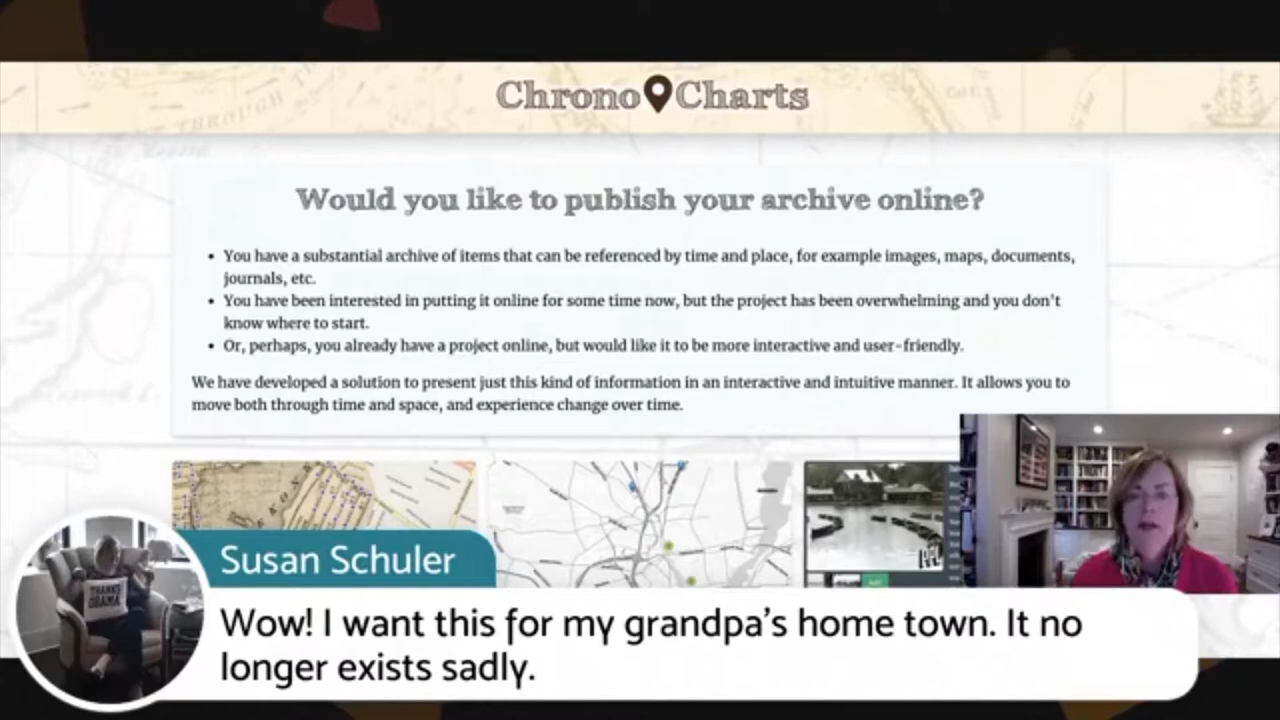 Chrono Charts
THROUGH
Would you like to publish your archive online?
• You have a substantial archive of items that can be referenced by time and place, for example images, maps, documents,
journals, etc.
• You have been interested in putting it online for some time now, but the project has been overwhelming and you don't
know where to start.
• Or, perhaps, you already have a project online, but would like it to be more interactive and user-friendly.
We have developed a solution to present just this kind of information in an interactive and intuitive manner. It allows you to
move both through time and space, and experience change over time.
Susan Schuler
THANKS
OBAMA
Wow! I want this for my grandpa's home town. It no
longer exists sadly.